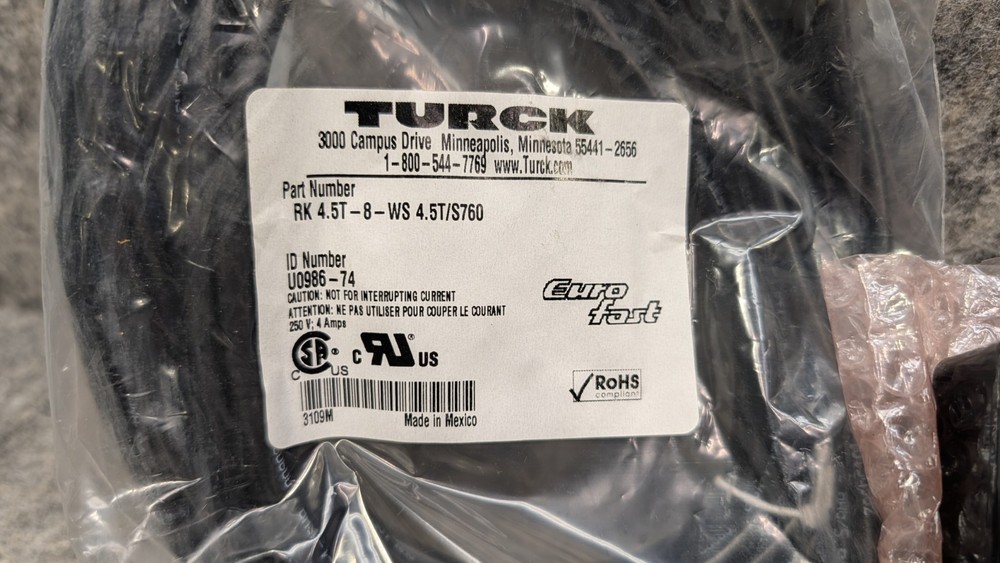 TURCK
3000 Campus Drive Minneapolis, Minnesota 55441-2656
1-800-544-7769 www.Turck.com
Part Number
RK 4.5T-8-WS 4.5T/S760
ID Number
U0986-74
CAUTION: NOT FOR INTERRUPTING CURRENT
ATTENTION: NE PAS UTILISER POUR COUPER LE COURANT
250 V; 4 Amps
Euro
fast
C SA ® US
C RU ® US
RoHS
compliant
3109M
Made in Mexico